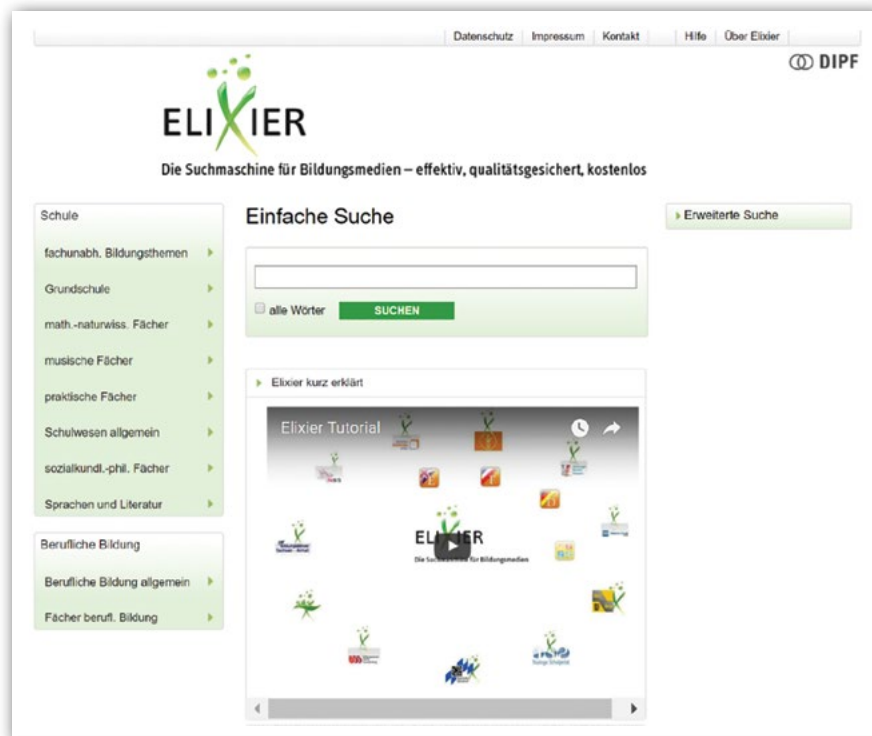 Datenschutz Impressum Kontakt Hilfe Über Elixier
DIPF
ELIXIER
Die Suchmaschine für Bildungsmedien – effektiv, qualitätsgesichert, kostenlos
Schule
fachunabh. Bildungsthemen
Grundschule
math.-naturwiss. Fächer
musische Fächer
praktische Fächer
Schulwesen allgemein
sozialkundl.-phil. Fächer
Sprachen und Literatur
Berufliche Bildung
Berufliche Bildung allgemein
Fächer berufl. Bildung
Einfache Suche
alle Wörter SUCHEN
Elixier kurz erklärt
Elixier Tutorial
ELIXIER
Die Suchmaschine für Bildungsmedien
Erweiterte Suche